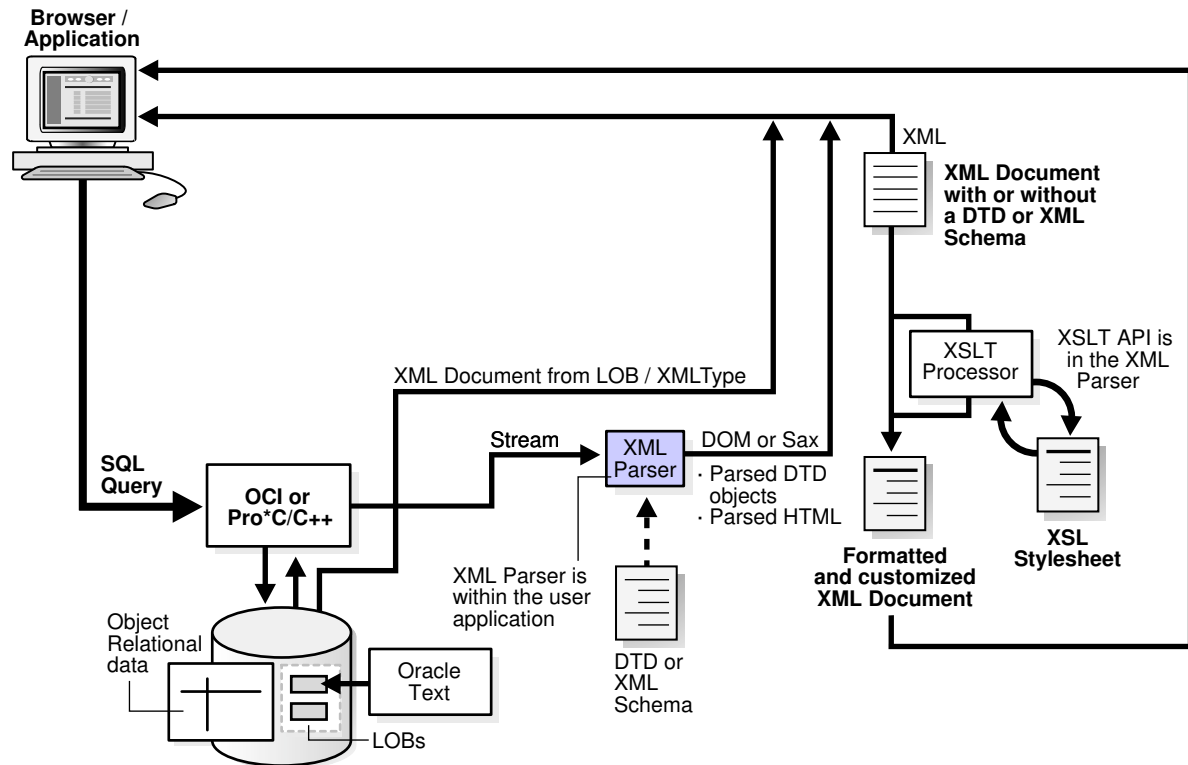 Browser /
Application
XML
XML Document
with or without
a DTD or XML
Schema
XSLT
Processor
XSLT API is
in the XML
Parser
XML Document from LOB / XMLType
Stream
XML
Parser
DOM or Sax
· Parsed DTD
objects
· Parsed HTML
SQL
Query
OCI or
Pro*C/C++
XSL
Stylesheet
Formatted
and customized
XML Document
XML Parser is
within the user
application
Object
Relational
data
Oracle
Text
DTD or
XML
Schema
LOBs